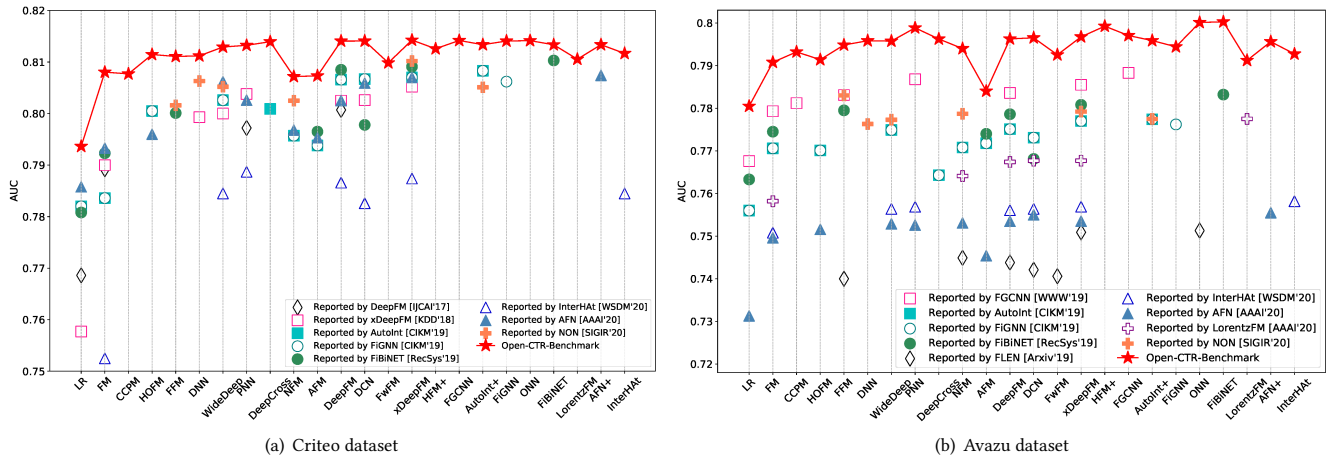 0.82
0.81
0.80
0.79
0.78
0.77
0.76
0.75
AUC
LR
FM
CCPM
HOFM
FFM
DNN
WideDeep
PNN
DeepCross
NFM
AFM
DeepFM
DCN
FwFM
xDeepFM
HFM+
FGCNN
AutoInt+
FiGNN
ONN
FiBiNET
LorentzFM
AFN+
InterHAt
Reported by DeepFM [IJCAI'17]
Reported by xDeepFM [KDD'18]
Reported by AutoInt [CIKM'19]
Reported by FiGNN [CIKM'19]
Reported by FiBiNET [RecSys'19]
Reported by InterHAt [WSDM'20]
Reported by AFN [AAAI'20]
Reported by NON [SIGIR'20]
Open-CTR-Benchmark
(a) Criteo dataset
0.8
0.79
0.78
0.77
0.76
0.75
0.74
0.73
0.72
AUC
LR
FM
CCPM
HOFM
FFM
DNN
WideDeep
PNN
DeepCross
NFM
AFM
DeepFM
DCN
FwFM
xDeepFM
HFM+
FGCNN
AutoInt+
FiGNN
ONN
FiBiNET
LorentzFM
AFN+
InterHAt
Reported by FGCNN [WWW'19]
Reported by AutoInt [CIKM'19]
Reported by FiGNN [CIKM'19]
Reported by FiBiNET [RecSys'19]
Reported by FLEN [Arxiv'19]
Reported by InterHAt [WSDM'20]
Reported by AFN [AAAI'20]
Reported by LorentzFM [AAAI'20]
Reported by NON [SIGIR'20]
Open-CTR-Benchmark
(b) Avazu dataset